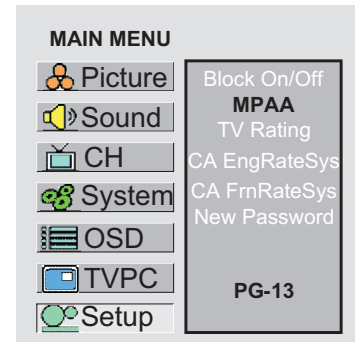 MAIN MENU
Picture
Sound
CH
System
OSD
TVPC
Setup
Block On/Off
MPAA
TV Rating
CA EngRateSys
CA FrnRateSys
New Password
PG-13